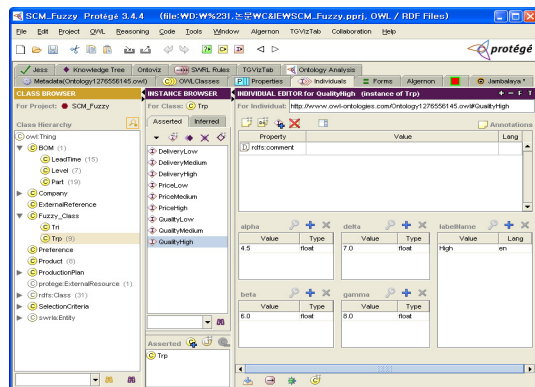 SCM_Fuzzy Protégé 3.4.4 (file:WD:W%231.논문WC&IEWSCM_Fuzzy.pprj, OWL / RDF Files)
File Edit Project OWL Reasoning Code Tools Window Algernon TGVizTab Collaboration Help
protégé
Jess Knowledge Tree Ontoviz SWRL Rules TGVizTab Ontology Analysis
Metadata(Ontology1276556145.owl) OWLClasses Properties Individuals Forms Algernon Jambalaya
CLASS BROWSER
For Project: SCM_Fuzzy
Class Hierarchy
owl:Thing
BOM (1)
LeadTime (15)
Level (7)
Part (19)
Company
ExternalReference
Fuzzy_Class
Tri
Trp (9)
Preference
Product (6)
ProductionPlan
protege:ExternalResource (1)
rdfs:Class (31)
SelectionCriteria
swrla:Entity
INSTANCE BROWSER
For Class: Trp
Asserted Inferred
DeliveryLow
DeliveryMedium
DeliveryHigh
PriceLow
PriceMedium
PriceHigh
QualityLow
QualityMedium
QualityHigh
Asserted
Trp
INDIVIDUAL EDITOR for QualityHigh (instance of Trp)
For Individual: http://www.owl-ontologies.com/Ontology1276556145.owl#QualityHigh
Annotations
Property Value Lang
rdfs:comment
alpha
Value Type
4.5 float
delta
Value Type
7.0 float
labelName
Value Lang
High en
beta
Value Type
6.0 float
gamma
Value Type
8.0 float